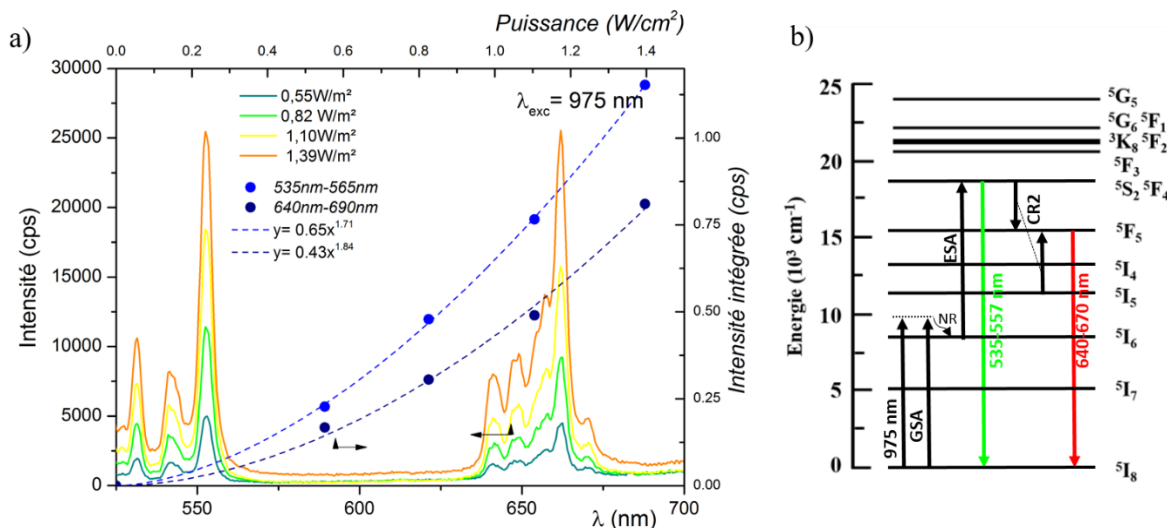 a)
Puissance (W/cm²)
0.0 0.2 0.4 0.6 0.8 1.0 1.2 1.4
30000
25000
20000
15000
10000
5000
0
Intensité (cps)
0,55W/m²
0,82 W/m²
1,10W/m²
1,39W/m²
λexc= 975 nm
535nm-565nm
640nm-690nm
y= 0.65x^1.71
y= 0.43x^1.84
1.00
0.75
0.50
0.25
0.00
Intensité intégrée (cps)
550 600 650 700
λ (nm)
b)
Energie (10³ cm⁻¹)
25
20
15
10
5
0
⁵G₅
⁵G₆ ⁵F₁
³K₈ ⁵F₂
⁵F₃
⁵S₂ ⁵F₄
⁵F₅
⁵I₄
⁵I₅
⁵I₆
⁵I₇
⁵I₈
975 nm
GSA
NR
ESA
535-557 nm
CR2
640-670 nm